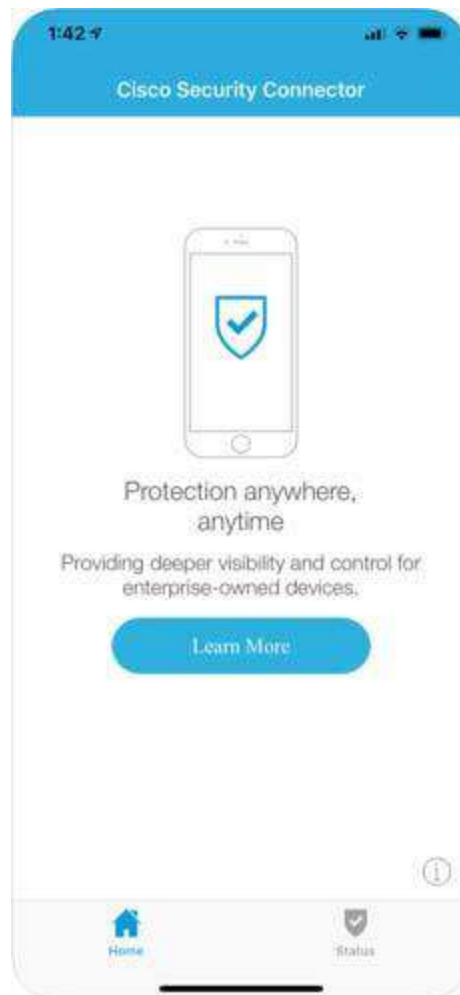 1:42
Cisco Security Connector
Protection anywhere,
anytime
Providing deeper visibility and control for
enterprise-owned devices.
Learn More
Home
Status